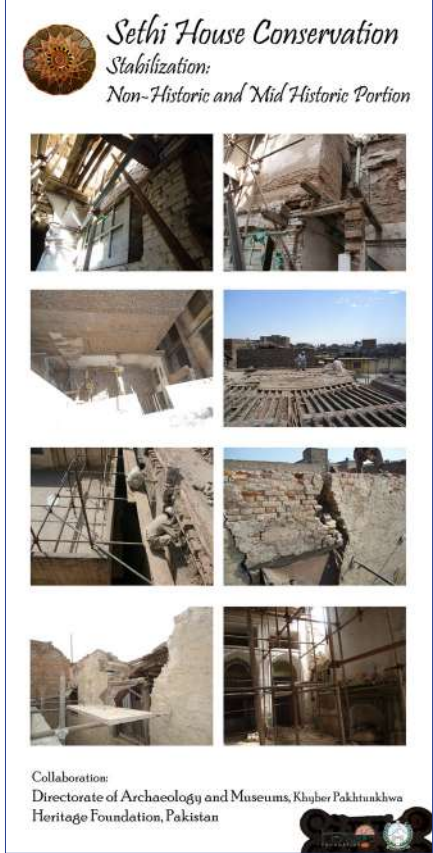 Sethi House Conservation
Stabilization:
Non-Historic and Mid Historic Portion
Collaboration:
Directorate of Archaeology and Museums, Khyber Pakhtunkhwa
Heritage Foundation, Pakistan